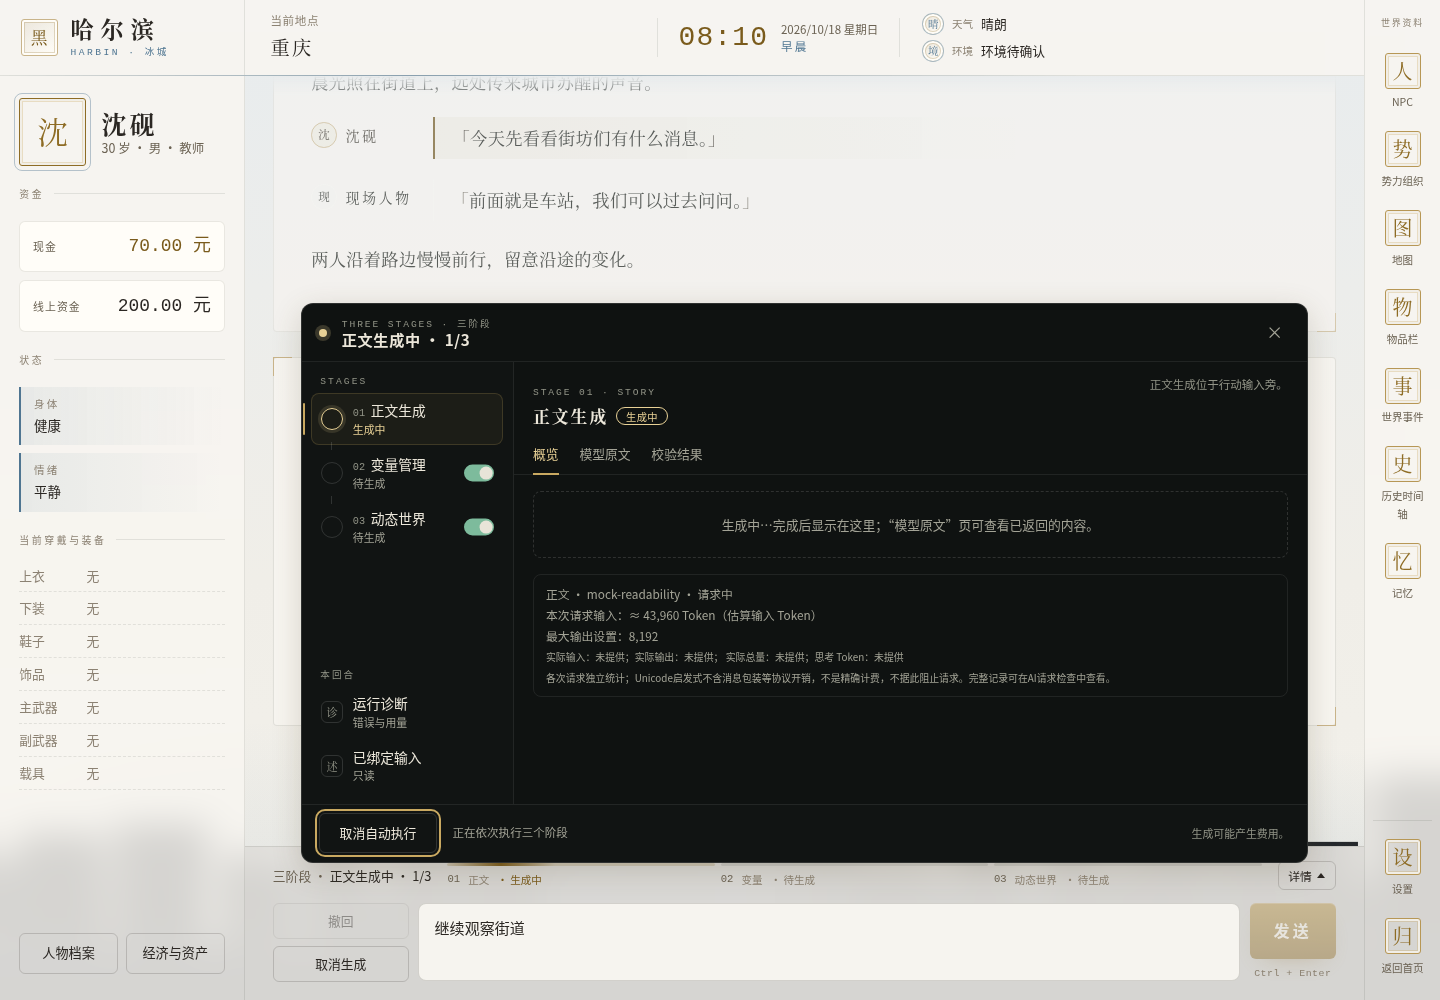 黑
哈尔滨
HARBIN · 冰城
当前地点
重庆
08:10
2026/10/18 星期日
早晨
晴 天气 晴朗
境 环境 环境待确认
沈
沈砚
30 岁 · 男 · 教师
资金
现金 70.00 元
线上资金 200.00 元
状态
身体
健康
情绪
平静
当前穿戴与装备
上衣 无
下装 无
鞋子 无
饰品 无
主武器 无
副武器 无
载具 无
人物档案 经济与资产
晨光照在街道上，远处传来城市苏醒的声音。
沈 沈砚 「今天先看看街坊们有什么消息。」
现 现场人物 「前面就是车站，我们可以过去问问。」
两人沿着路边慢慢前行，留意沿途的变化。
THREE STAGES · 三阶段
正文生成中 · 1/3
STAGES
01 正文生成
生成中
02 变量管理
待生成
03 动态世界
待生成
本回合
诊 运行诊断
错误与用量
述 已绑定输入
只读
正文生成位于行动输入旁。
STAGE 01 · STORY
正文生成 生成中
概览 模型原文 校验结果
生成中…完成后显示在这里；“模型原文”页可查看已返回的内容。
正文 · mock-readability · 请求中
本次请求输入：≈ 43,960 Token（估算输入 Token）
最大输出设置：8,192
实际输入：未提供；实际输出：未提供； 实际总量：未提供；思考 Token：未提供
各次请求独立统计；Unicode启发式不含消息包装等协议开销，不是精确计费，不据此阻止请求。完整记录可在AI请求检查中查看。
取消自动执行 正在依次执行三个阶段 生成可能产生费用。
三阶段 · 正文生成中 · 1/3 01 正文 · 生成中 02 变量 · 待生成 03 动态世界 · 待生成 详情
撤回
取消生成
继续观察街道
发送
Ctrl + Enter
世界资料
人
NPC
势
势力组织
图
地图
物
物品栏
事
世界事件
史
历史时间
轴
忆
记忆
设
设置
归
返回首页